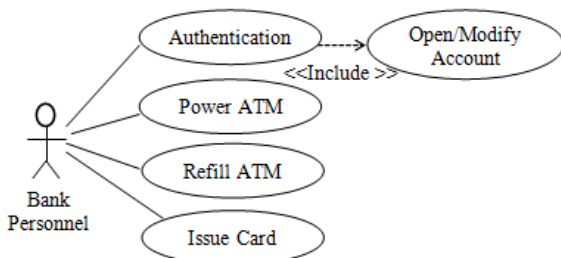 Authentication
Open/Modify
Account
<<Include >>
Power ATM
Refill ATM
Bank
Personnel
Issue Card